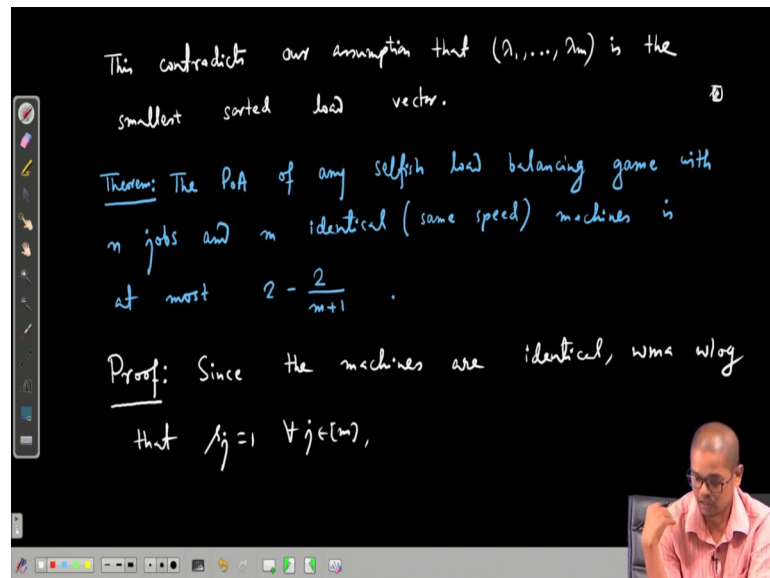 This contradicts our assumption that (λ₁, ..., λm) is the
smallest sorted load vector.
Theorem: The PoA of any selfish load balancing game with
n jobs and m identical (same speed) machines is
at most 2 - 2/(m+1) .
Proof: Since the machines are identical, wma wlog
that sj = 1 ∀ j ∈ [m],